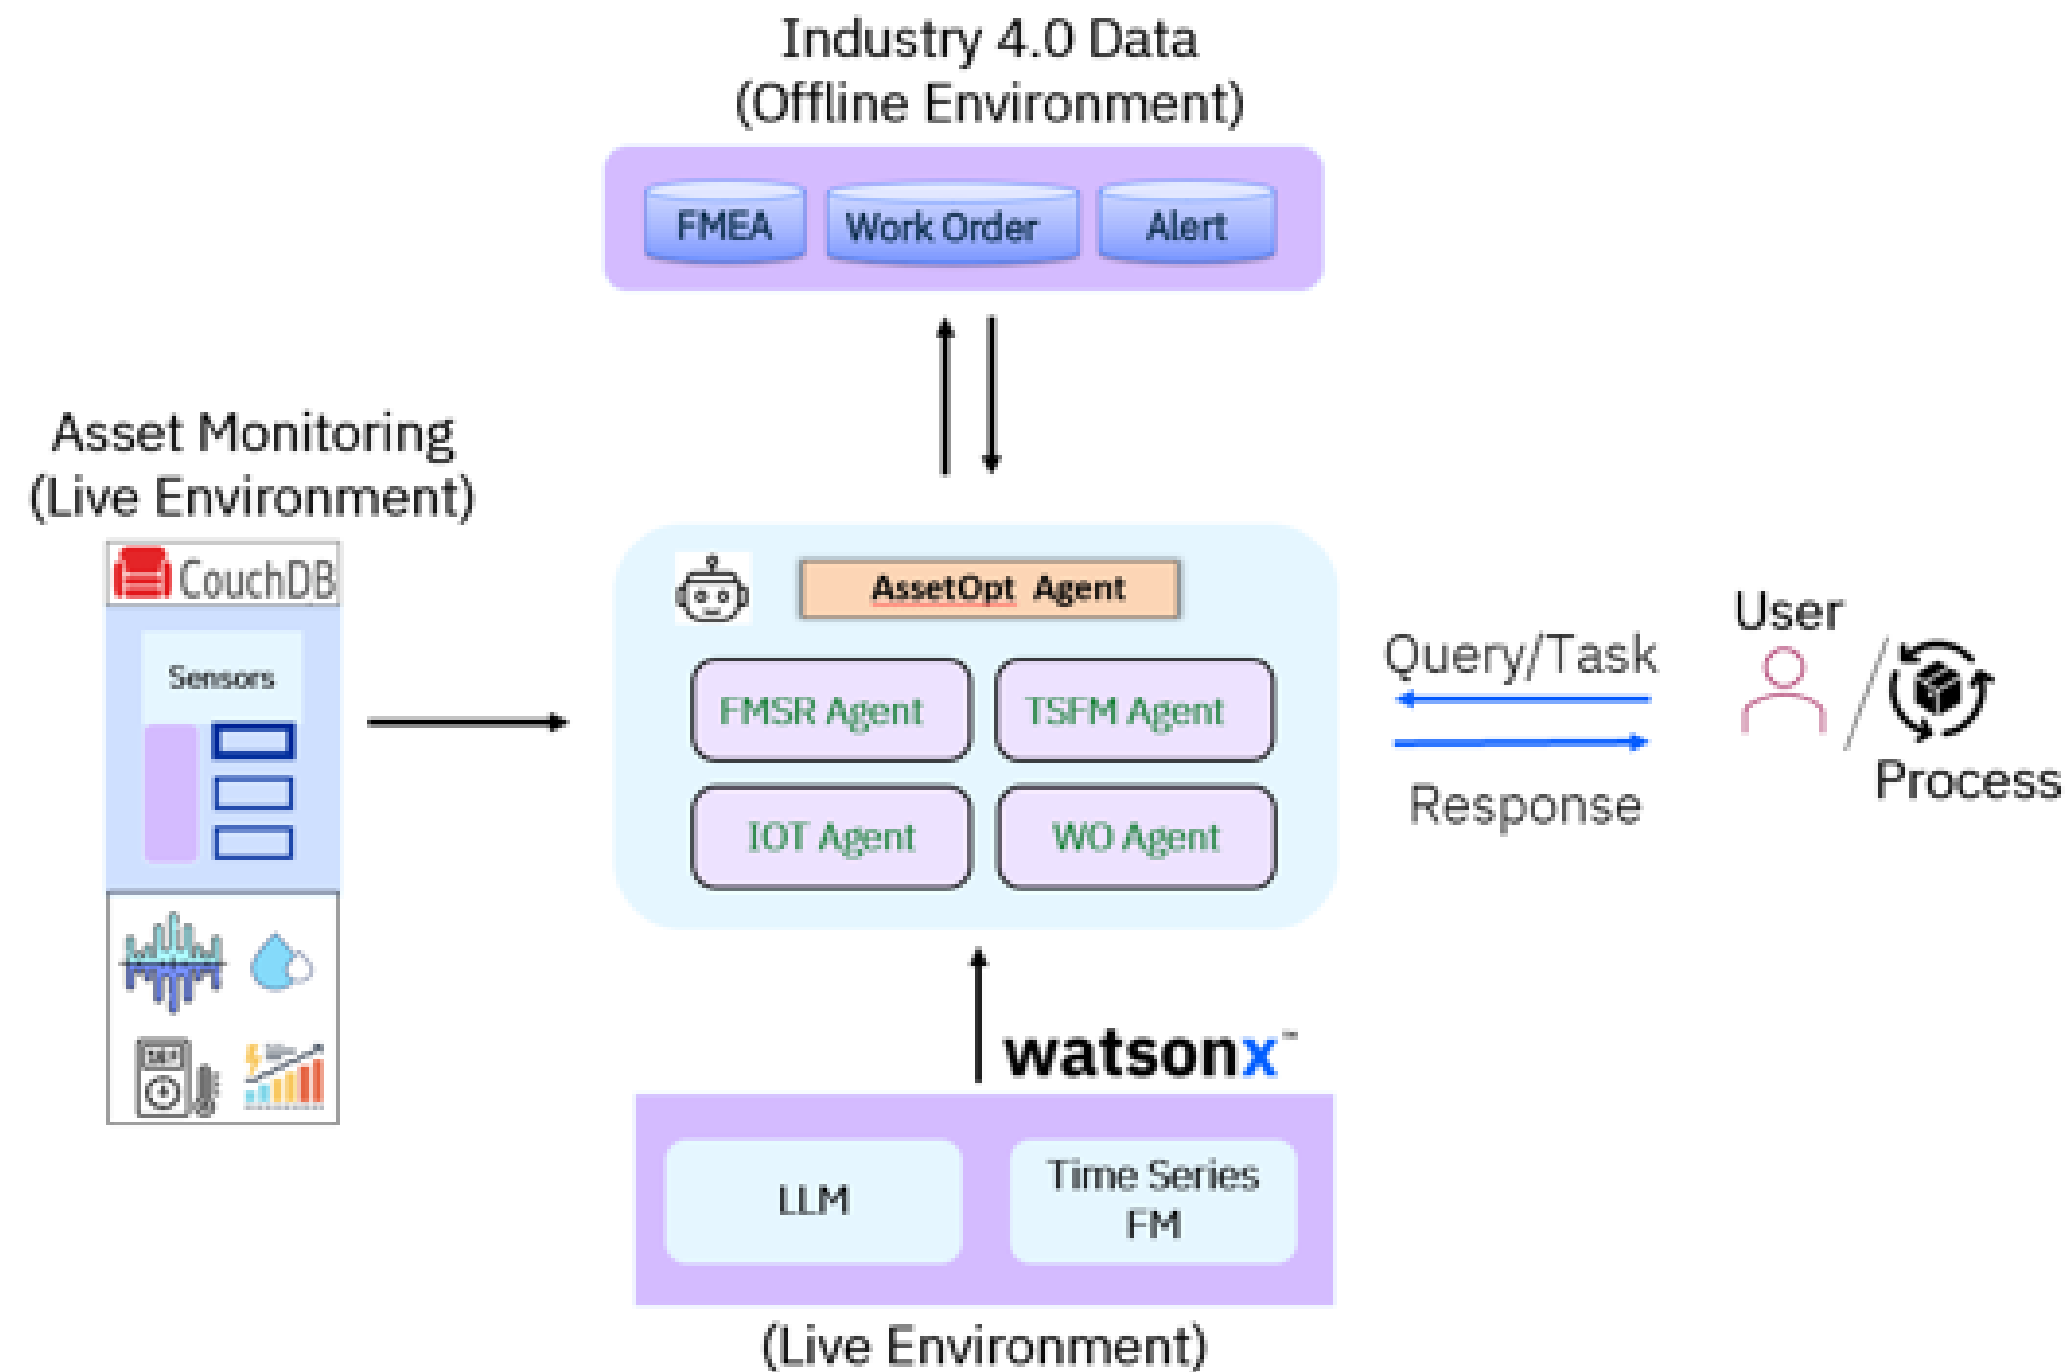 Industry 4.0 Data
(Offline Environment)
FMEA
Work Order
Alert
Asset Monitoring
(Live Environment)
CouchDB
Sensors
AssetOpt Agent
FMSR Agent
TSFM Agent
IOT Agent
WO Agent
Query/Task
Response
User
Process
watsonx™
LLM
Time Series
FM
(Live Environment)